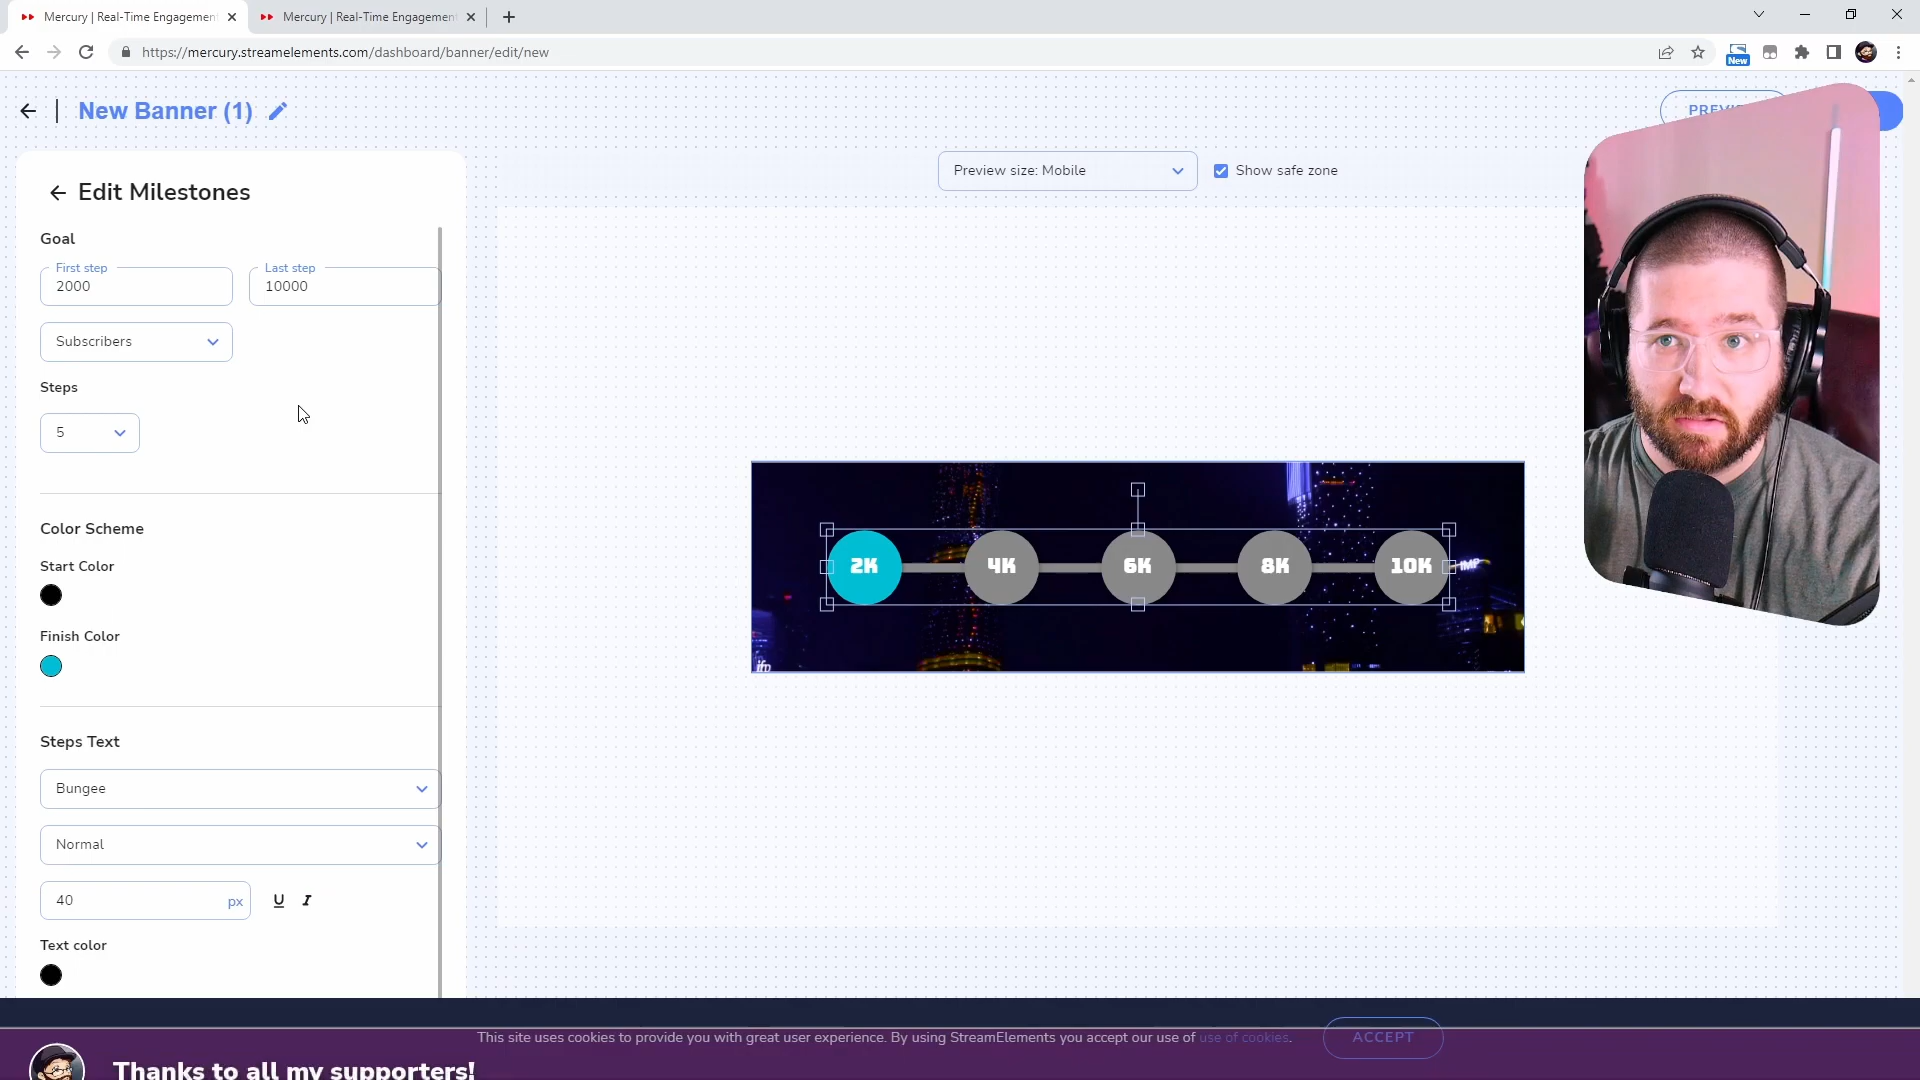 Mercury | Real-Time Engagement
Mercury | Real-Time Engagement
https://mercury.streamelements.com/dashboard/banner/edit/new
New
New Banner (1)
Preview size: Mobile
Show safe zone
Edit Milestones
Goal
First step
2000
Last step
10000
Subscribers
Steps
5
Color Scheme
Start Color
Finish Color
Steps Text
Bungee
Normal
40
px
U
I
Text color
2K
4K
6K
8K
10K
IMP
ifp
This site uses cookies to provide you with great user experience. By using StreamElements you accept our use of use of cookies.
ACCEPT
Thanks to all my supporters!